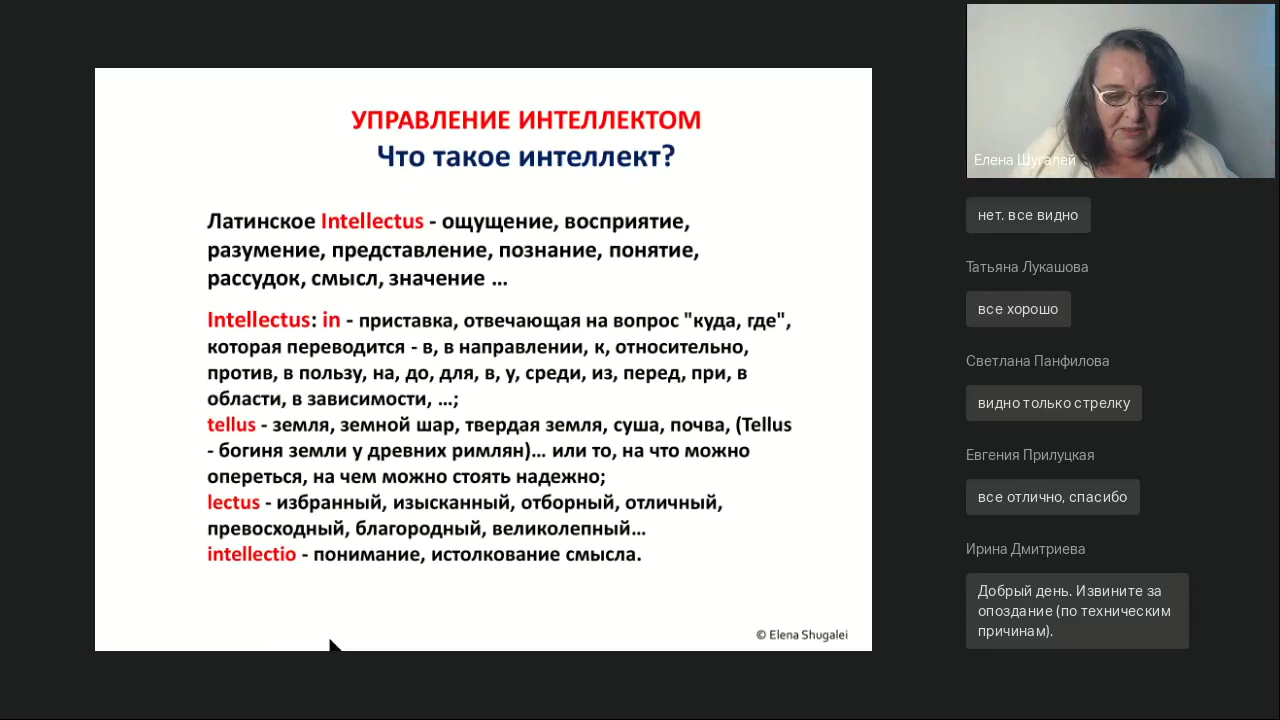 УПРАВЛЕНИЕ ИНТЕЛЛЕКТОМ
Что такое интеллект?
Латинское Intellectus - ощущение, восприятие,
разумение, представление, познание, понятие,
рассудок, смысл, значение ...
Intellectus: in - приставка, отвечающая на вопрос "куда, где",
которая переводится - в, в направлении, к, относительно,
против, в пользу, на, до, для, в, у, среди, из, перед, при, в
области, в зависимости, ...;
tellus - земля, земной шар, твердая земля, суша, почва, (Tellus
- богиня земли у древних римлян)... или то, на что можно
опереться, на чем можно стоять надежно;
lectus - избранный, изысканный, отборный, отличный,
превосходный, благородный, великолепный...
intellectio - понимание, истолкование смысла.
© Elena Shugalei
Елена Шугалей
нет. все видно
Татьяна Лукашова
все хорошо
Светлана Панфилова
видно только стрелку
Евгения Прилуцкая
все отлично, спасибо
Ирина Дмитриева
Добрый день. Извините за
опоздание (по техническим
причинам).